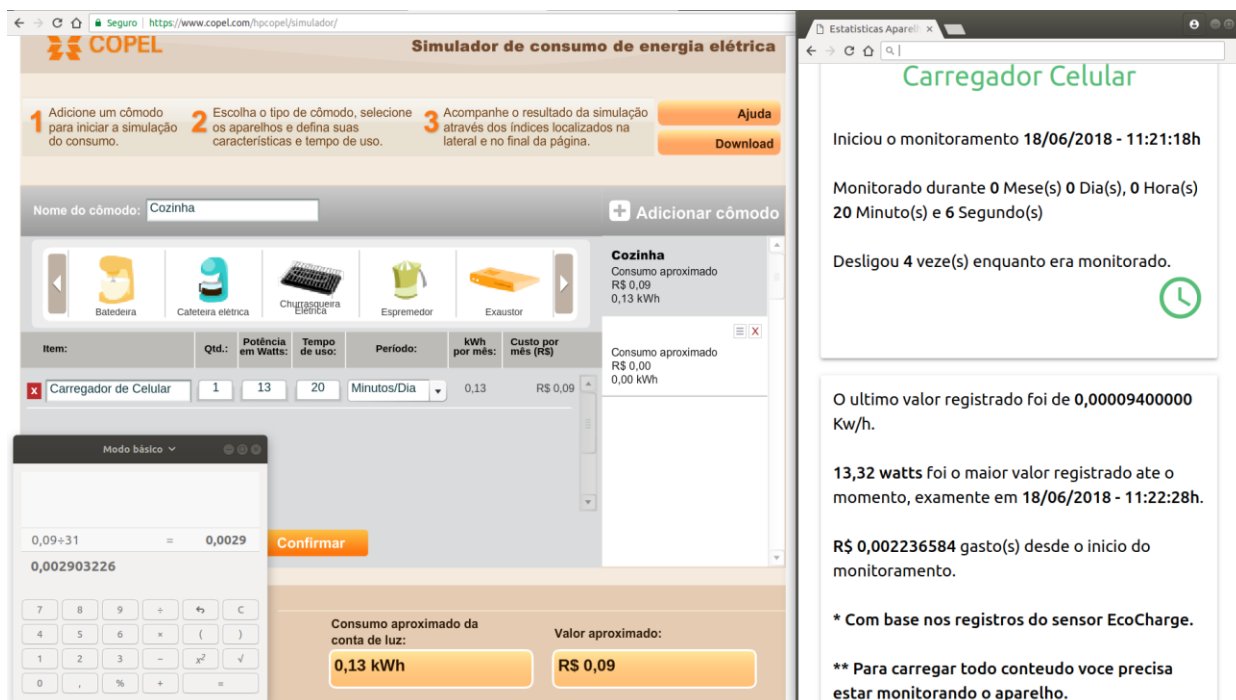 Seguro | https://www.copel.com/hpcopel/simulador/
COPEL
Simulador de consumo de energia elétrica
1 Adicione um cômodo
para iniciar a simulação
do consumo.
2 Escolha o tipo de cômodo, selecione
os aparelhos e defina suas
características e tempo de uso.
3 Acompanhe o resultado da simulação
através dos índices localizados na
lateral e no final da página.
Ajuda
Download
Nome do cômodo: Cozinha
+ Adicionar cômodo
Batedeira
Cafeteira elétrica
Churrasqueira
Elétrica
Espremedor
Exaustor
Cozinha
Consumo aproximado
R$ 0,09
0,13 kWh
Item:
Qtd.:
Potência
em Watts:
Tempo
de uso:
Período:
kWh
por mês:
Custo por
mês (R$)
x Carregador de Celular 1 13 20 Minutos/Dia 0,13 R$ 0,09
X
Consumo aproximado
R$ 0,00
0,00 kWh
Confirmar
Modo básico
0,09÷31 = 0,0029
0,002903226
7 8 9 ÷ C
4 5 6 × ( )
1 2 3 − x² √
0 , % + =
Consumo aproximado da
conta de luz:
0,13 kWh
Valor aproximado:
R$ 0,09
Estatísticas Aparelh ×
Carregador Celular
Iniciou o monitoramento 18/06/2018 - 11:21:18h
Monitorado durante 0 Mese(s) 0 Dia(s), 0 Hora(s)
20 Minuto(s) e 6 Segundo(s)
Desligou 4 veze(s) enquanto era monitorado.
O ultimo valor registrado foi de 0,00009400000
Kw/h.
13,32 watts foi o maior valor registrado ate o
momento, examente em 18/06/2018 - 11:22:28h.
R$ 0,002236584 gasto(s) desde o inicio do
monitoramento.
* Com base nos registros do sensor EcoCharge.
** Para carregar todo conteudo voce precisa
estar monitorando o aparelho.